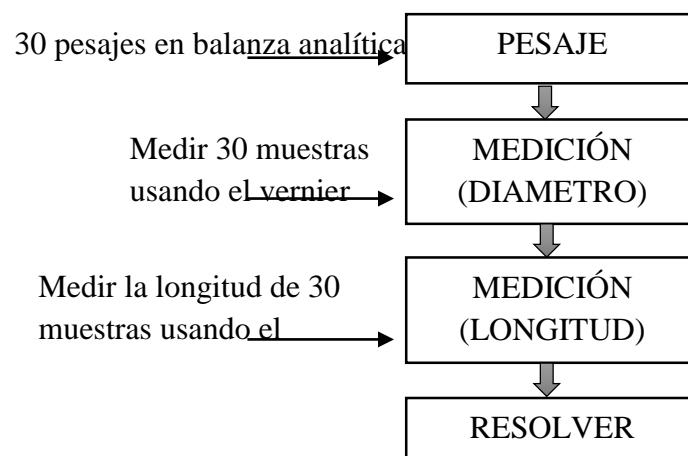 30 pesajes en balanza analítica
PESAJE
Medir 30 muestras
usando el vernier
MEDICIÓN
(DIAMETRO)
Medir la longitud de 30
muestras usando el
MEDICIÓN
(LONGITUD)
RESOLVER